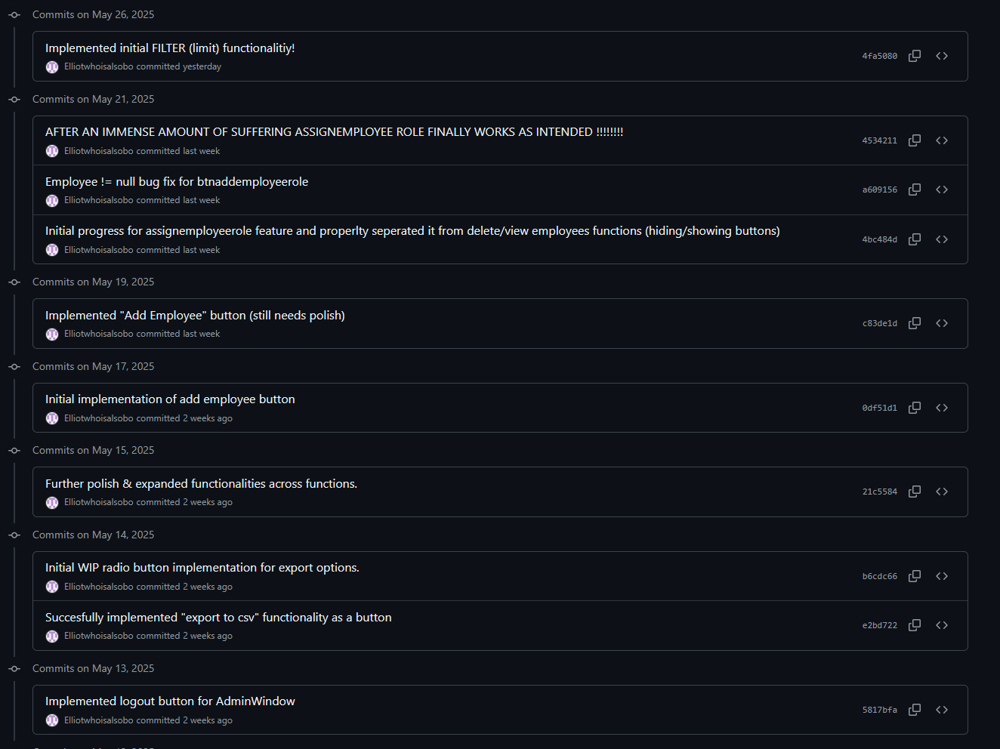 Commits on May 26, 2025
Implemented initial FILTER (limit) functionalitiy!
Elliotwhoisalsobo committed yesterday
4fa5080
Commits on May 21, 2025
AFTER AN IMMENSE AMOUNT OF SUFFERING ASSIGNEMPLOYEE ROLE FINALLY WORKS AS INTENDED !!!!!!!!
Elliotwhoisalsobo committed last week
4534211
Employee != null bug fix for btnaddemployeerole
Elliotwhoisalsobo committed last week
a609156
Initial progress for assignemployeerole feature and properlty seperated it from delete/view employees functions (hiding/showing buttons)
Elliotwhoisalsobo committed last week
4bc484d
Commits on May 19, 2025
Implemented "Add Employee" button (still needs polish)
Elliotwhoisalsobo committed last week
c83de1d
Commits on May 17, 2025
Initial implementation of add employee button
Elliotwhoisalsobo committed 2 weeks ago
0df51d1
Commits on May 15, 2025
Further polish & expanded functionalities across functions.
Elliotwhoisalsobo committed 2 weeks ago
21c5584
Commits on May 14, 2025
Initial WIP radio button implementation for export options.
Elliotwhoisalsobo committed 2 weeks ago
b6cdc66
Succesfully implemented "export to csv" functionality as a button
Elliotwhoisalsobo committed 2 weeks ago
e2bd722
Commits on May 13, 2025
Implemented logout button for AdminWindow
Elliotwhoisalsobo committed 2 weeks ago
5817bfa